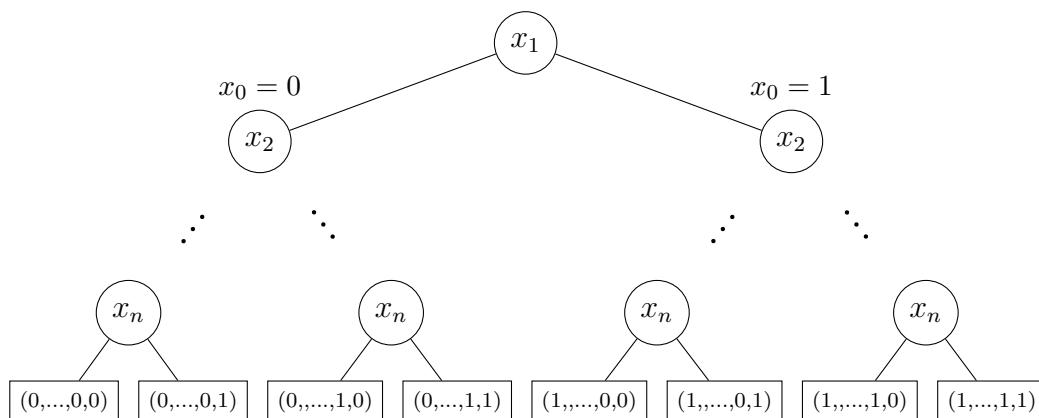 x_1
x_0 = 0 x_0 = 1
x_2 x_2
x_n x_n x_n x_n
(0,...,0,0) (0,...,0,1) (0,,...,1,0) (0,...,1,1) (1,,...,0,0) (1,,...,0,1) (1,,...,1,0) (1,...,1,1)